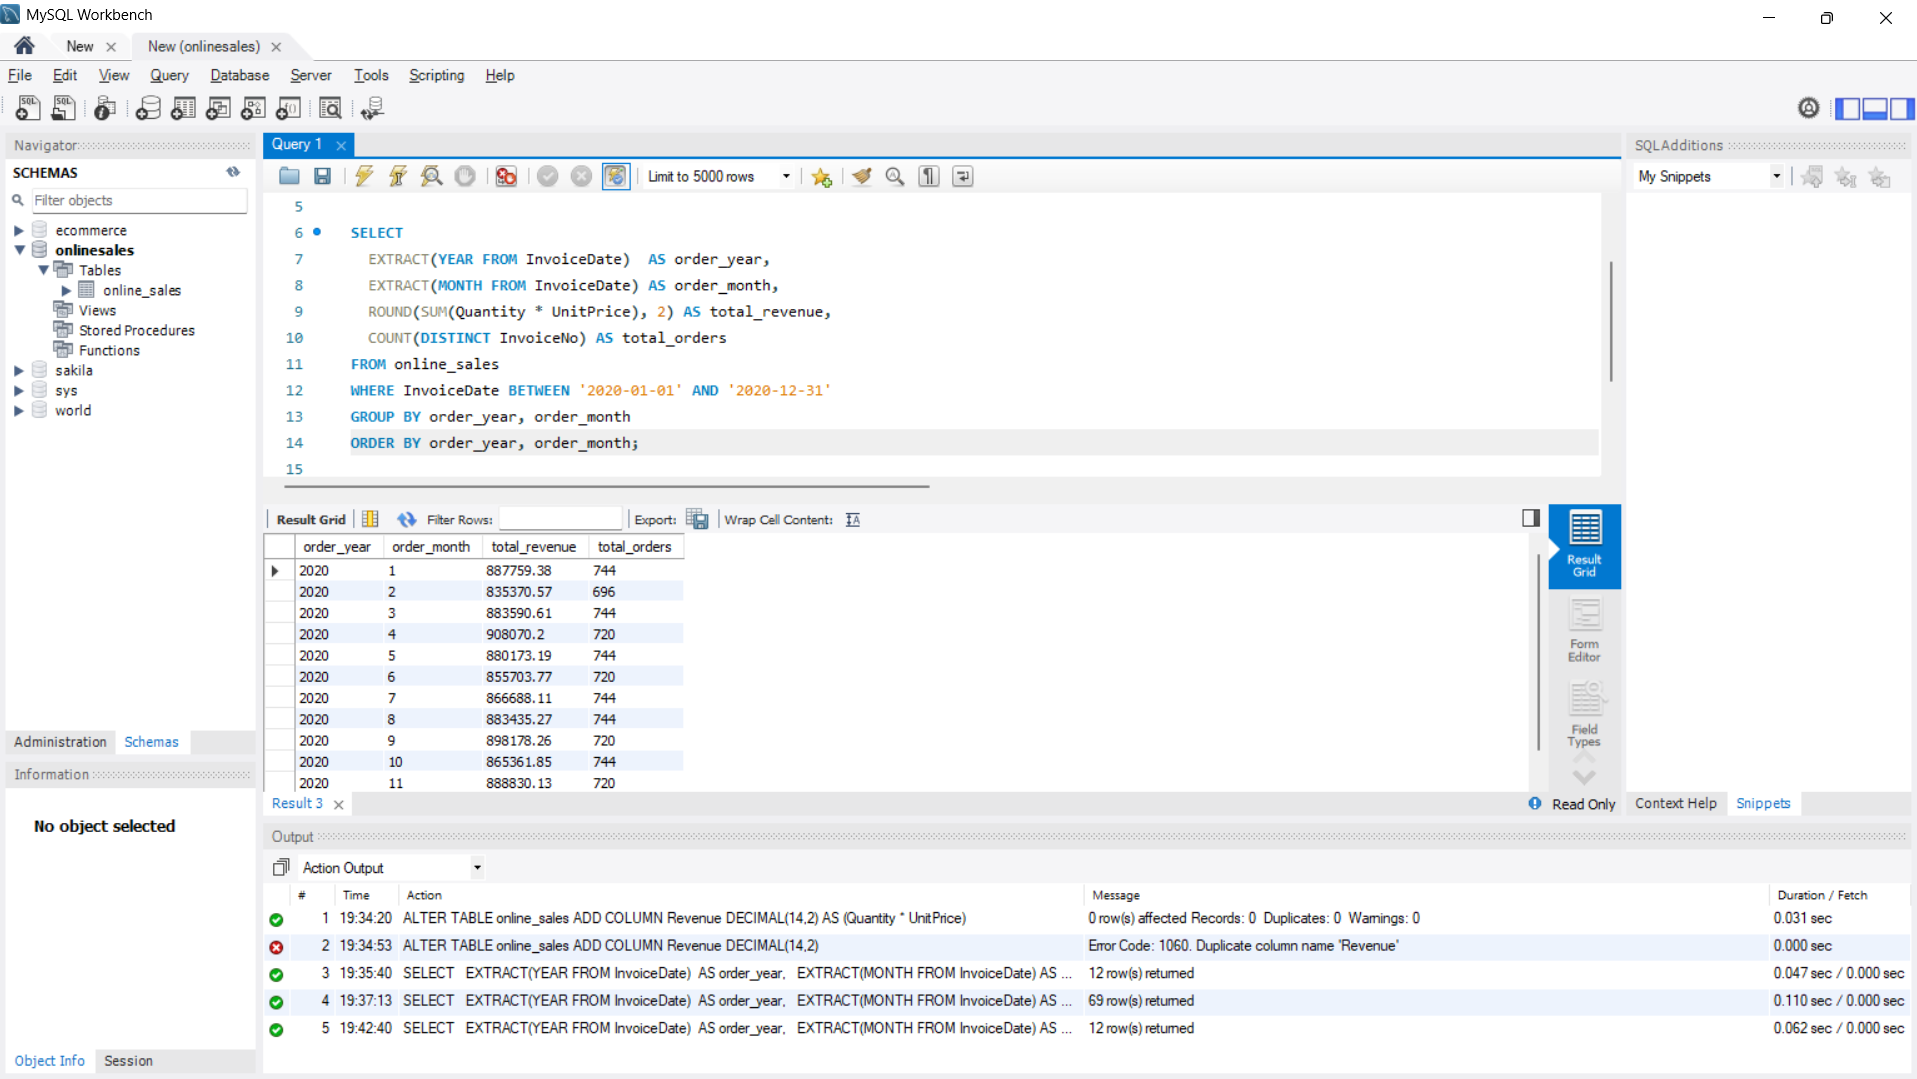 MySQL Workbench
New
New (onlinesales)
File Edit View Query Database Server Tools Scripting Help
Navigator
SCHEMAS
Filter objects
ecommerce
onlinesales
Tables
online_sales
Views
Stored Procedures
Functions
sakila
sys
world
Administration Schemas
Information
No object selected
Object Info Session
Query 1
Limit to 5000 rows
5
6 SELECT
7 EXTRACT(YEAR FROM InvoiceDate)  AS order_year,
8 EXTRACT(MONTH FROM InvoiceDate) AS order_month,
9 ROUND(SUM(Quantity * UnitPrice), 2) AS total_revenue,
10 COUNT(DISTINCT InvoiceNo) AS total_orders
11 FROM online_sales
12 WHERE InvoiceDate BETWEEN '2020-01-01' AND '2020-12-31'
13 GROUP BY order_year, order_month
14 ORDER BY order_year, order_month;
15
Result Grid Filter Rows: Export: Wrap Cell Content:
order_year order_month total_revenue total_orders
2020 1 887759.38 744
2020 2 835370.57 696
2020 3 883590.61 744
2020 4 908070.2 720
2020 5 880173.19 744
2020 6 855703.77 720
2020 7 866688.11 744
2020 8 883435.27 744
2020 9 898178.26 720
2020 10 865361.85 744
2020 11 888830.13 720
Result Grid
Form Editor
Field Types
Result 3
Read Only
SQLAdditions
My Snippets
Context Help Snippets
Output
Action Output
# Time Action Message Duration / Fetch
1 19:34:20 ALTER TABLE online_sales ADD COLUMN Revenue DECIMAL(14,2) AS (Quantity * UnitPrice) 0 row(s) affected Records: 0  Duplicates: 0  Warnings: 0 0.031 sec
2 19:34:53 ALTER TABLE online_sales ADD COLUMN Revenue DECIMAL(14,2) Error Code: 1060. Duplicate column name 'Revenue' 0.000 sec
3 19:35:40 SELECT   EXTRACT(YEAR FROM InvoiceDate)  AS order_year,   EXTRACT(MONTH FROM InvoiceDate) AS ... 12 row(s) returned 0.047 sec / 0.000 sec
4 19:37:13 SELECT   EXTRACT(YEAR FROM InvoiceDate)  AS order_year,   EXTRACT(MONTH FROM InvoiceDate) AS ... 69 row(s) returned 0.110 sec / 0.000 sec
5 19:42:40 SELECT   EXTRACT(YEAR FROM InvoiceDate)  AS order_year,   EXTRACT(MONTH FROM InvoiceDate) AS ... 12 row(s) returned 0.062 sec / 0.000 sec